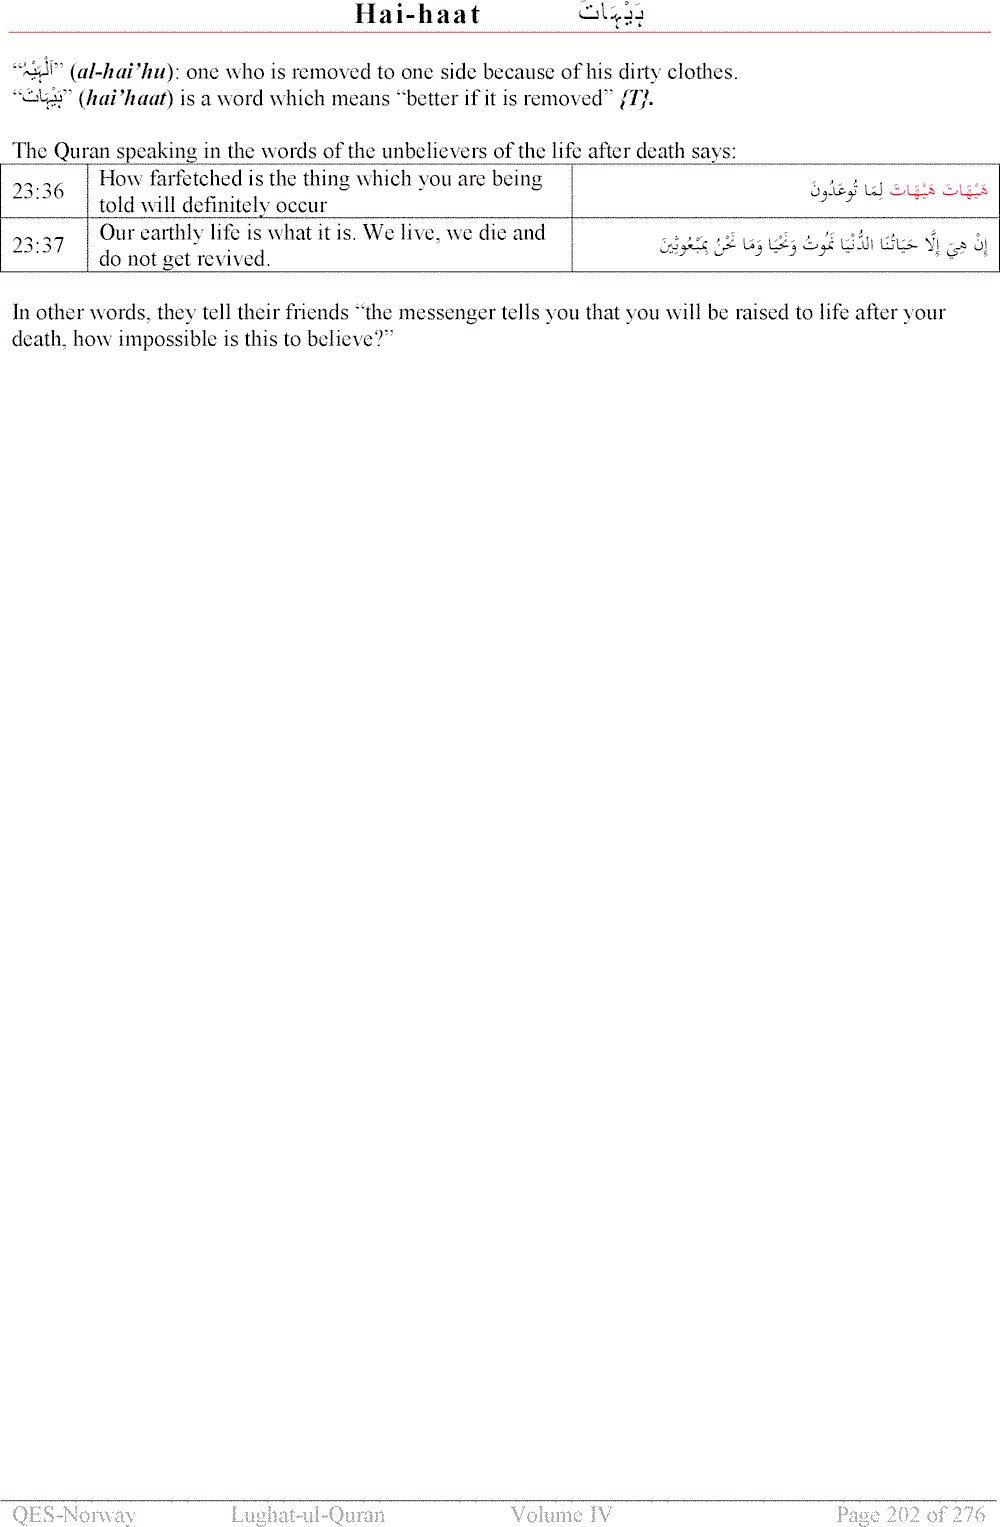 Hai-haat ہَیْہَاتَ
“اَلْہَیْہُ” (al-hai’hu): one who is removed to one side because of his dirty clothes.
“ہَیْہَاتَ” (hai’haat) is a word which means “better if it is removed” {T}.
The Quran speaking in the words of the unbelievers of the life after death says:
23:36 How farfetched is the thing which you are being
told will definitely occur
هَيْهَاتَ هَيْهَاتَ لِمَا تُوعَدُونَ
23:37 Our earthly life is what it is. We live, we die and
do not get revived.
إِنْ هِيَ إِلَّا حَيَاتُنَا الدُّنْيَا نَمُوتُ وَنَحْيَا وَمَا نَحْنُ بِمَبْعُوثِينَ
In other words, they tell their friends “the messenger tells you that you will be raised to life after your
death, how impossible is this to believe?”
QES-Norway Lughat-ul-Quran Volume IV Page 202 of 276